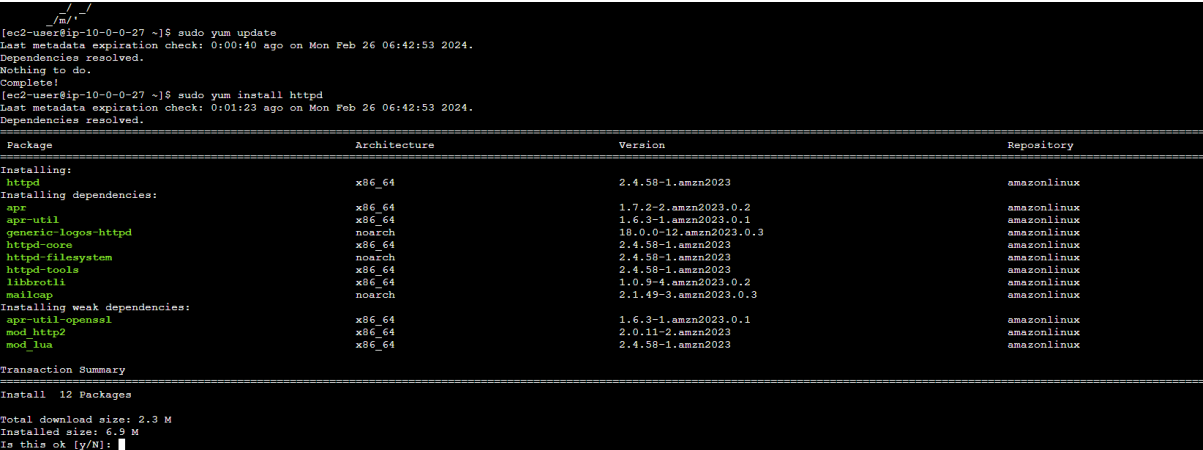 _/ _/
_/m/'
[ec2-user@ip-10-0-0-27 ~]$ sudo yum update
Last metadata expiration check: 0:00:40 ago on Mon Feb 26 06:42:53 2024.
Dependencies resolved.
Nothing to do.
Complete!
[ec2-user@ip-10-0-0-27 ~]$ sudo yum install httpd
Last metadata expiration check: 0:01:23 ago on Mon Feb 26 06:42:53 2024.
Dependencies resolved.
Package Architecture Version Repository
Installing:
httpd x86_64 2.4.58-1.amzn2023 amazonlinux
Installing dependencies:
apr x86_64 1.7.2-2.amzn2023.0.2 amazonlinux
apr-util x86_64 1.6.3-1.amzn2023.0.1 amazonlinux
generic-logos-httpd noarch 18.0.0-12.amzn2023.0.3 amazonlinux
httpd-core x86_64 2.4.58-1.amzn2023 amazonlinux
httpd-filesystem noarch 2.4.58-1.amzn2023 amazonlinux
httpd-tools x86_64 2.4.58-1.amzn2023 amazonlinux
libbrotli x86_64 1.0.9-4.amzn2023.0.2 amazonlinux
mailcap noarch 2.1.49-3.amzn2023.0.3 amazonlinux
Installing weak dependencies:
apr-util-openssl x86_64 1.6.3-1.amzn2023.0.1 amazonlinux
mod_http2 x86_64 2.0.11-2.amzn2023 amazonlinux
mod_lua x86_64 2.4.58-1.amzn2023 amazonlinux
Transaction Summary
Install 12 Packages
Total download size: 2.3 M
Installed size: 6.9 M
Is this ok [y/N]: